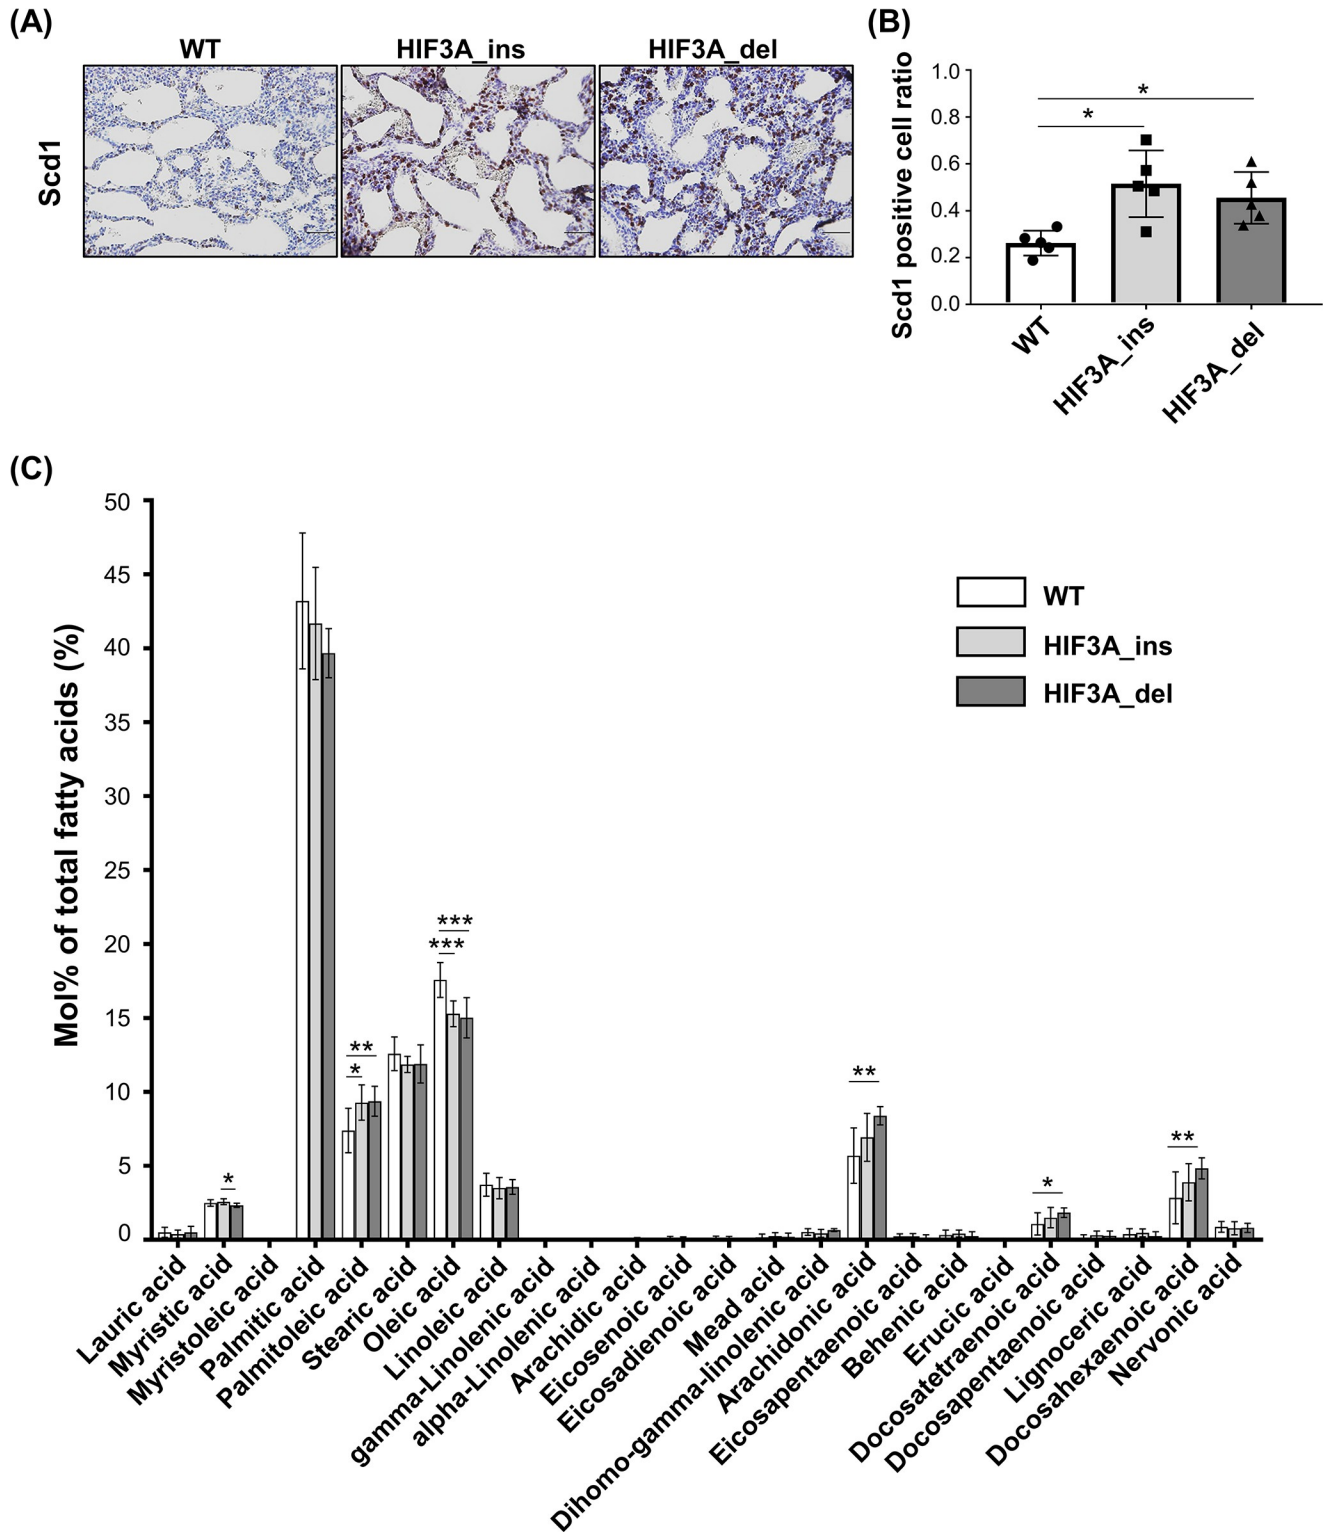 (A)
WT
HIF3A_ins
HIF3A_del
Scd1
(B)
Scd1 positive cell ratio
1.0
0.8
0.6
0.4
0.2
0.0
*
*
WT
HIF3A_ins
HIF3A_del
(C)
Mol% of total fatty acids (%)
50
45
40
35
30
25
20
15
10
5
0
WT
HIF3A_ins
HIF3A_del
*
**
*
***
***
**
*
**
Lauric acid
Myristic acid
Myristoleic acid
Palmitic acid
Palmitoleic acid
Stearic acid
Oleic acid
Linoleic acid
gamma-Linolenic acid
alpha-Linolenic acid
Arachidic acid
Eicosenoic acid
Eicosadienoic acid
Mead acid
Dihomo-gamma-linolenic acid
Arachidonic acid
Eicosapentaenoic acid
Behenic acid
Erucic acid
Docosatetraenoic acid
Docosapentaenoic acid
Lignoceric acid
Docosahexaenoic acid
Nervonic acid